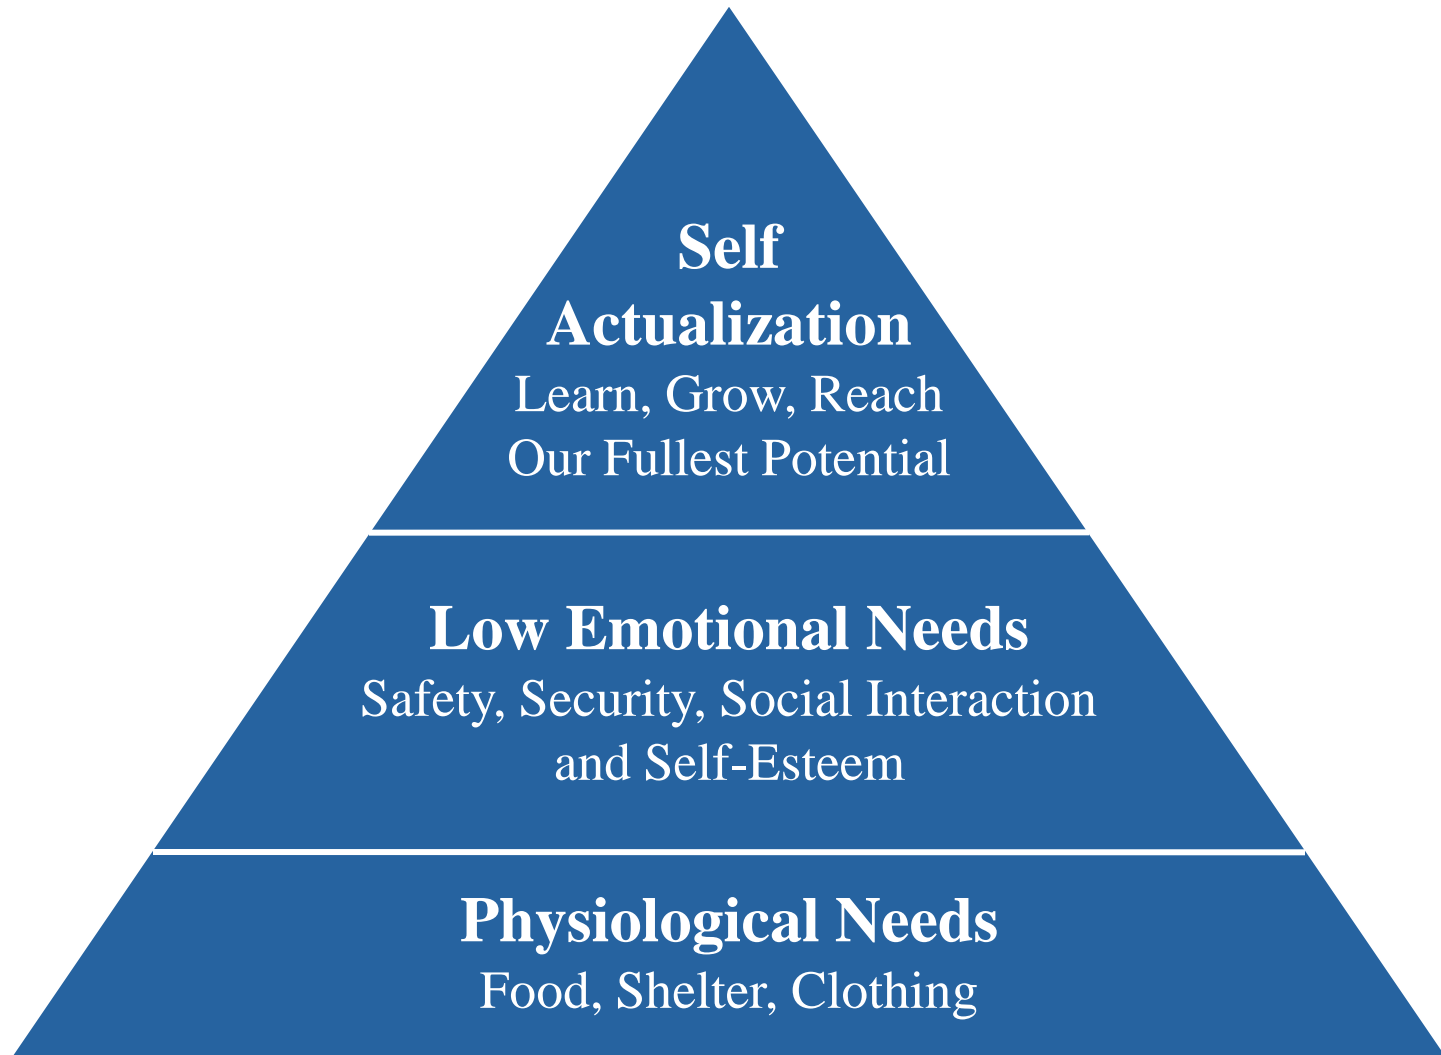 Self
Actualization
Learn, Grow, Reach
Our Fullest Potential
Low Emotional Needs
Safety, Security, Social Interaction
and Self-Esteem
Physiological Needs
Food, Shelter, Clothing